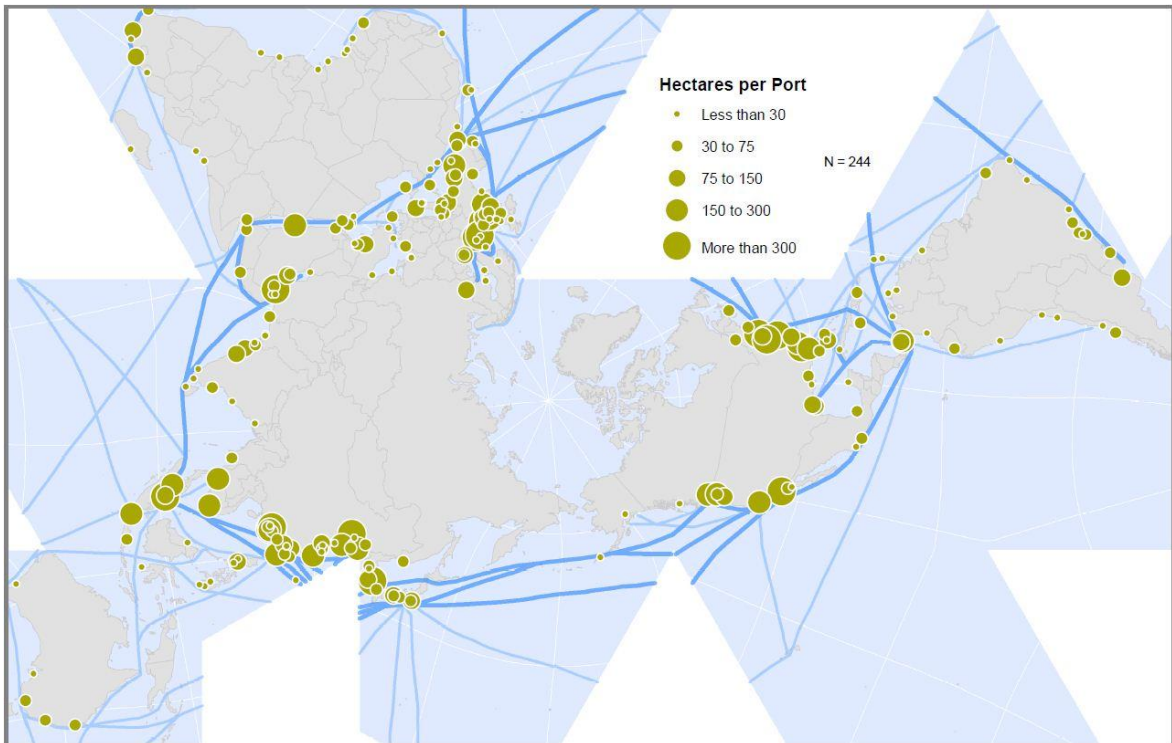 Hectares per Port
Less than 30
30 to 75
N = 244
75 to 150
150 to 300
More than 300